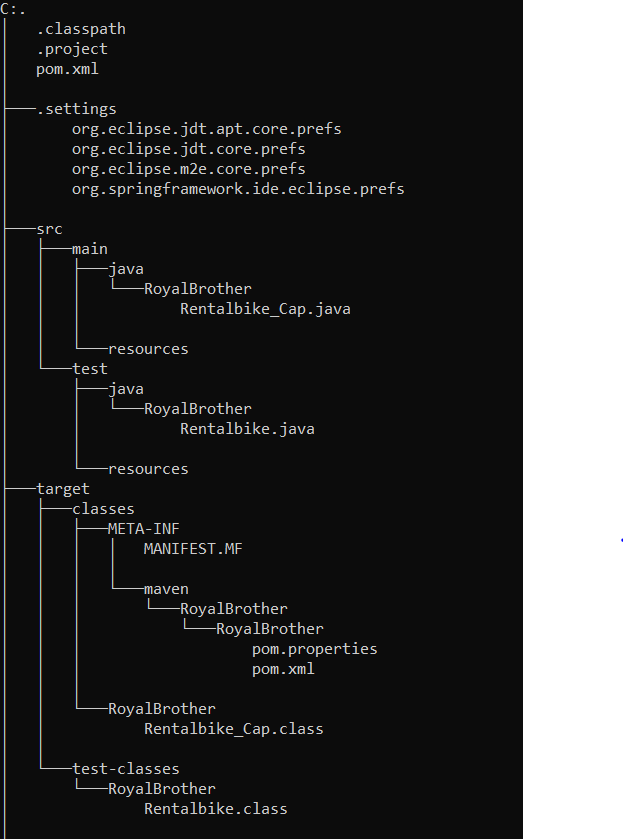 C:.
.classpath
.project
pom.xml
.settings
org.eclipse.jdt.apt.core.prefs
org.eclipse.jdt.core.prefs
org.eclipse.m2e.core.prefs
org.springframework.ide.eclipse.prefs
src
main
java
RoyalBrother
Rentalbike_Cap.java
resources
test
java
RoyalBrother
Rentalbike.java
resources
target
classes
META-INF
MANIFEST.MF
maven
RoyalBrother
RoyalBrother
pom.properties
pom.xml
RoyalBrother
Rentalbike_Cap.class
test-classes
RoyalBrother
Rentalbike.class